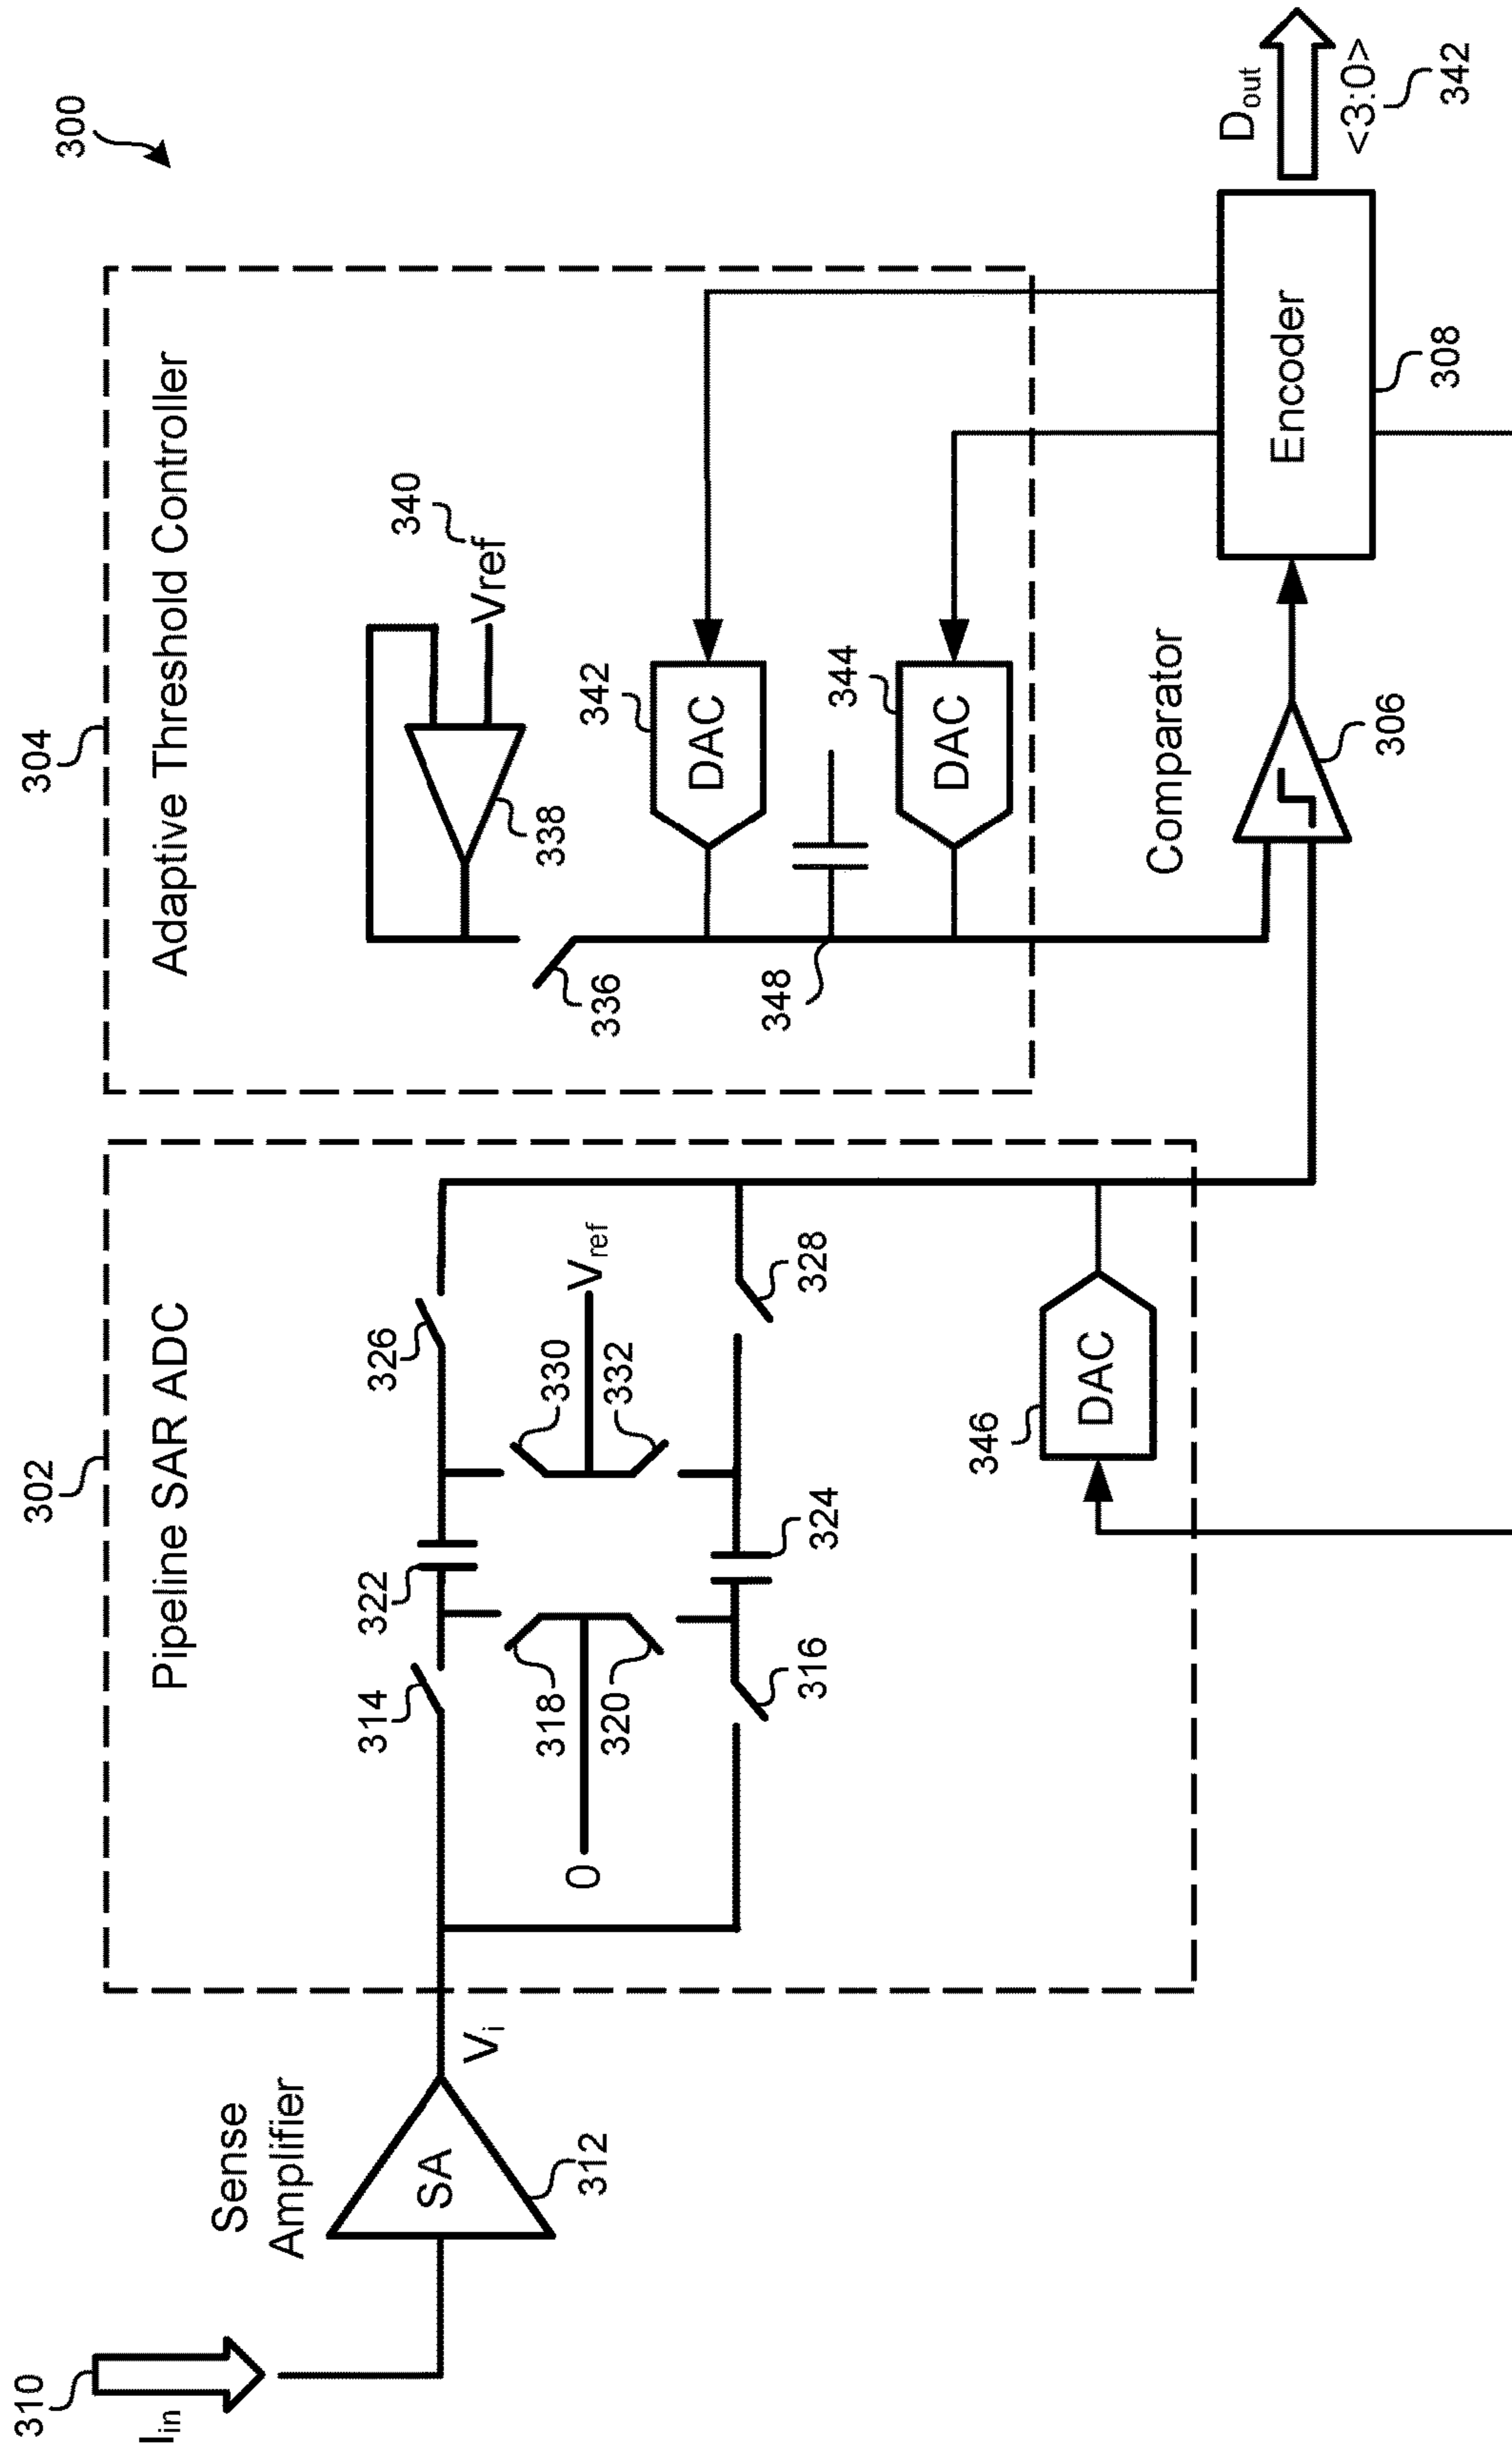 300
304
Adaptive Threshold Controller
340
Vref
338
336
342
DAC
348
344
DAC
302
Pipeline SAR ADC
326
328
Vref
330
332
322
324
314
316
318
320
0
346
DAC
310
Iin
Sense
Amplifier
SA
312
Vi
Comparator
306
Encoder
308
Dout
<3:0>
342